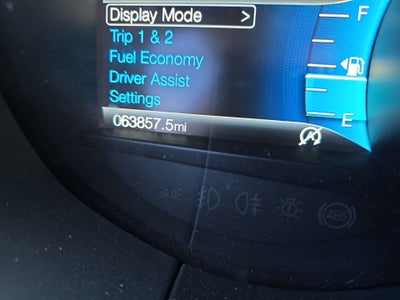 Display Mode >
F
Trip 1 & 2
Fuel Economy
Driver Assist
Settings
E
063857.5mi
ABS